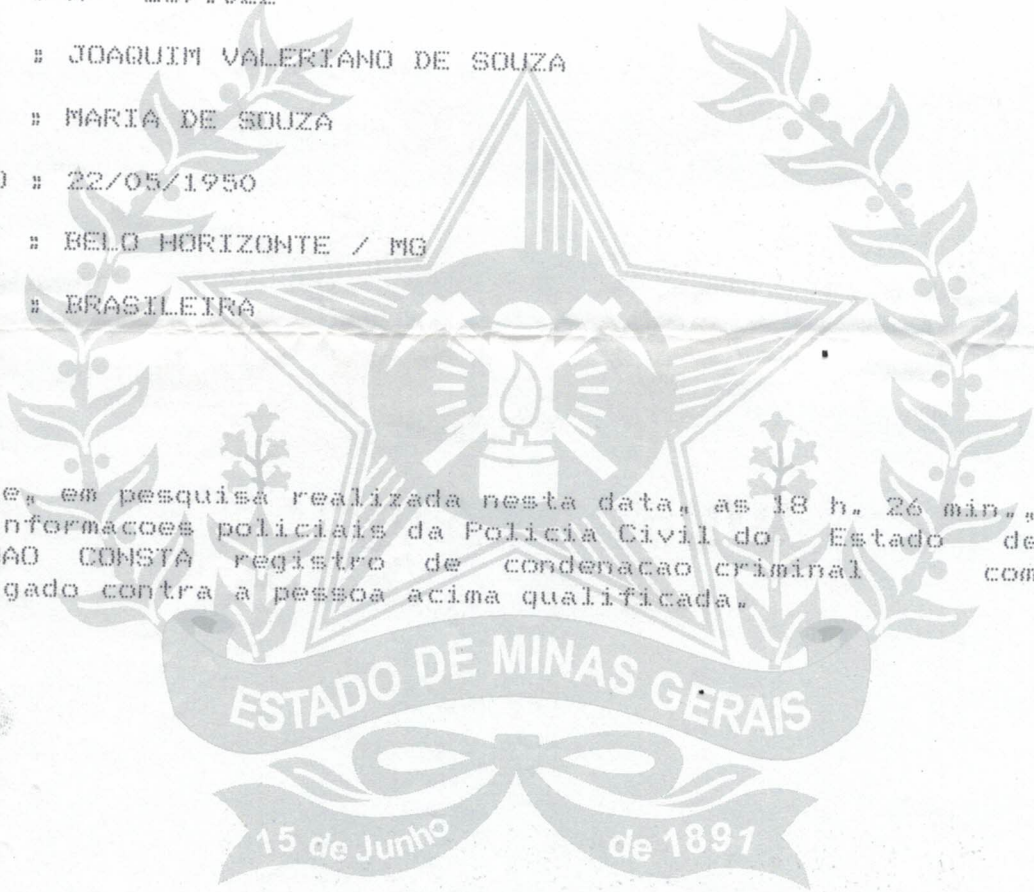 : JOAQUIM VALERIANO DE SOUZA
: MARIA DE SOUZA
: 22/05/1950
: BELO HORIZONTE / MG
: BRASILEIRA
e, em pesquisa realizada nesta data, as 18 h. 26 min.,
nformacoes policiais da Policia Civil do Estado de
AO CONSTA registro de condenacao criminal com
gado contra a pessoa acima qualificada.
ESTADO DE MINAS GERAIS
15 de Junho de 1891